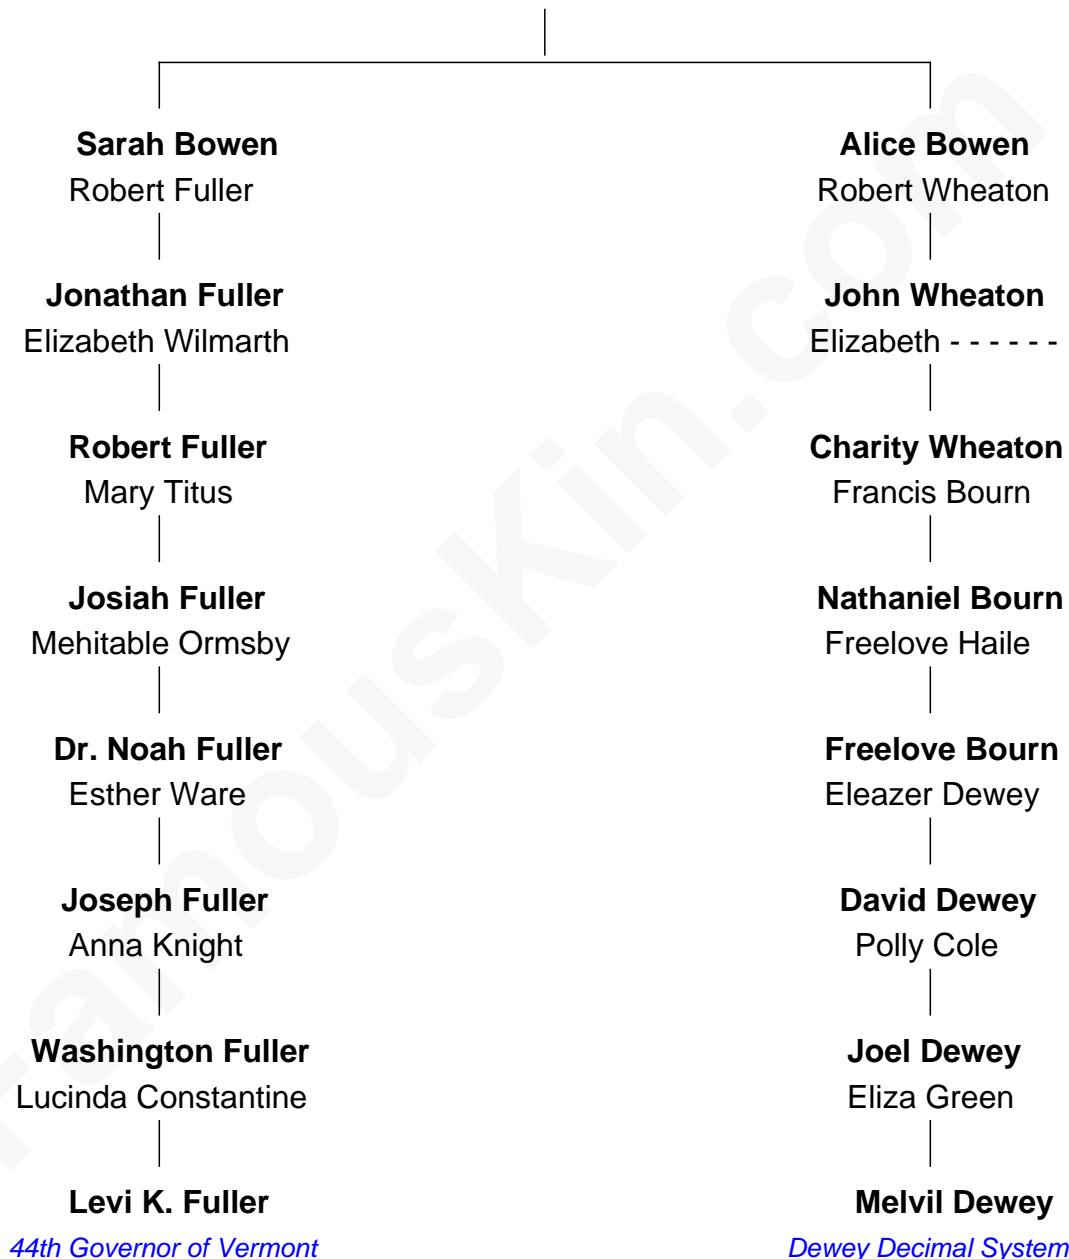 Sarah Bowen
Robert Fuller
Jonathan Fuller
Elizabeth Wilmarth
Robert Fuller
Mary Titus
Josiah Fuller
Mehitable Ormsby
Dr. Noah Fuller
Esther Ware
Joseph Fuller
Anna Knight
Washington Fuller
Lucinda Constantine
Levi K. Fuller
44th Governor of Vermont
Alice Bowen
Robert Wheaton
John Wheaton
Elizabeth - - - - - -
Charity Wheaton
Francis Bourn
Nathaniel Bourn
Freelove Haile
Freelove Bourn
Eleazer Dewey
David Dewey
Polly Cole
Joel Dewey
Eliza Green
Melvil Dewey
Dewey Decimal System
FamousKin.com